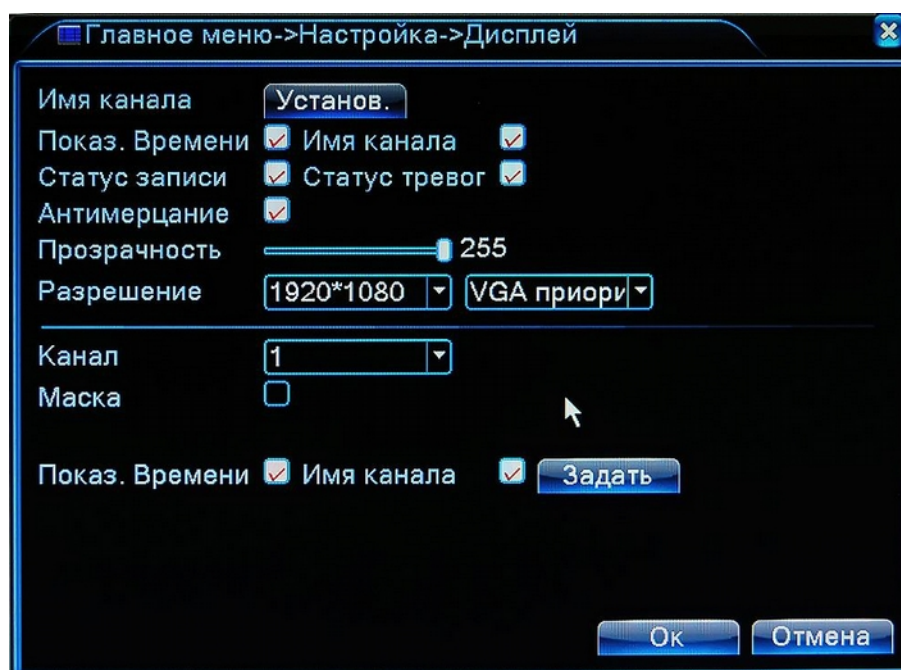 Главное меню->Настройка->Дисплей
Имя канала Установ.
Показ. Времени Имя канала
Статус записи Статус тревог
Антимерцание
Прозрачность 255
Разрешение 1920*1080 VGA приори
Канал 1
Маска
Показ. Времени Имя канала Задать
Ок Отмена